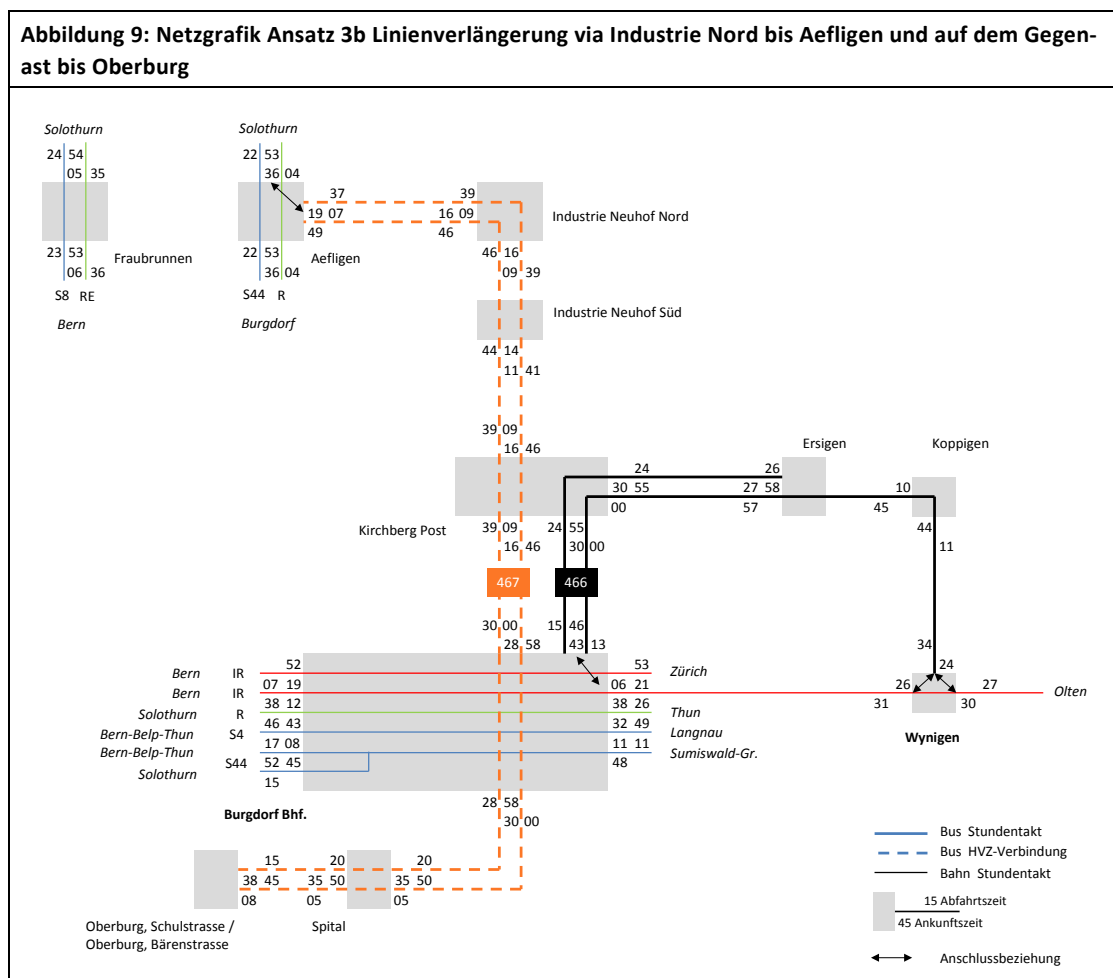 Abbildung 9: Netzgrafik Ansatz 3b Linienverlängerung via Industrie Nord bis Aefligen und auf dem Gegen-
ast bis Oberburg
Solothurn Solothurn
24 54 22 53
05 35 36 04
37 39
19 07 16 09 Industrie Neuhof Nord
49 46
23 53 Fraubrunnen 22 53 Aefligen 46 16
06 36 36 04 09 39
S8 RE S44 R
Bern Burgdorf
Industrie Neuhof Süd
44 14
11 41
39 09 Ersigen Koppigen
16 46
24 26
30 55 27 58 10
00 57 45
Kirchberg Post 39 09 24 55 44
16 46 30 00 11
467 466
30 00 15 46
28 58 43 13 34
52 53 24
Bern IR Zürich
07 19 06 21 26 27
Bern IR Olten
38 12 38 26 31 30
Solothurn R Thun
46 43 32 49 Wynigen
Bern-Belp-Thun S4 Langnau
17 08 11 11
Bern-Belp-Thun Sumiswald-Gr.
S44 52 45 48
Solothurn
15
Burgdorf Bhf. 28 58
30 00
Bus Stundentakt
Bus HVZ-Verbindung
Bahn Stundentakt
15 20 20
38 45 35 50 35 50
08 05 05
15 Abfahrtszeit
45 Ankunftszeit
Oberburg, Schulstrasse / Spital
Oberburg, Bärenstrasse
Anschlussbeziehung